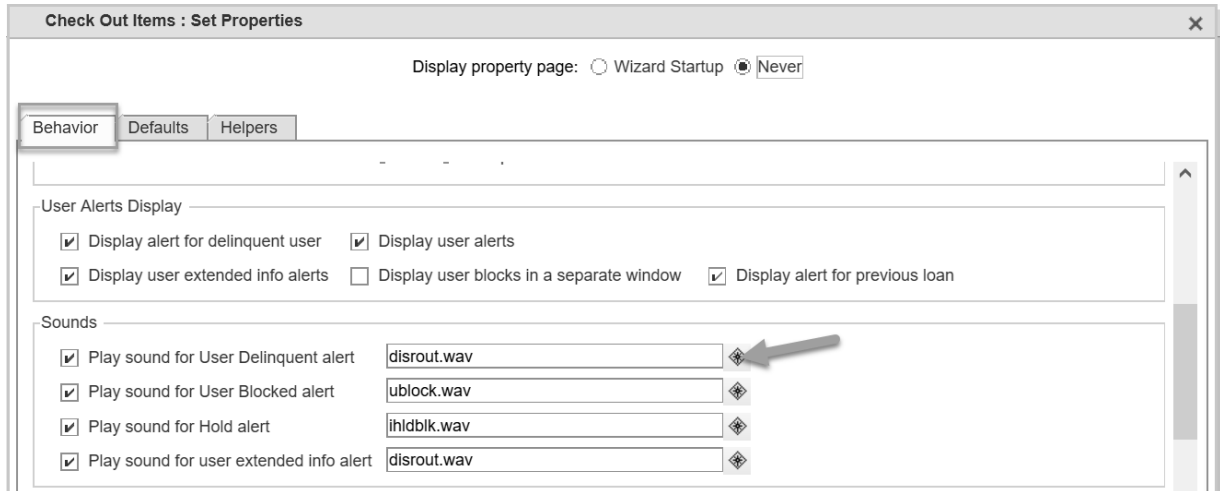 Check Out Items : Set Properties
Display property page: Wizard Startup Never
Behavior Defaults Helpers
User Alerts Display
Display alert for delinquent user Display user alerts
Display user extended info alerts Display user blocks in a separate window Display alert for previous loan
Sounds
Play sound for User Delinquent alert disrout.wav
Play sound for User Blocked alert ublock.wav
Play sound for Hold alert ihldblk.wav
Play sound for user extended info alert disrout.wav